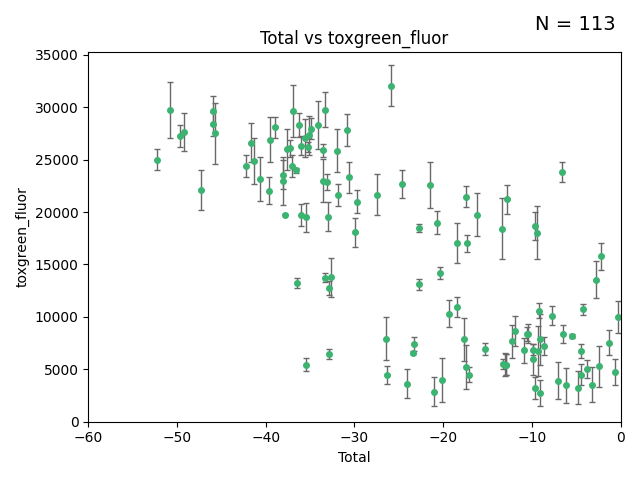 N = 113
Total vs toxgreen_fluor
35000
30000
25000
20000
15000
10000
5000
0
toxgreen_fluor
−60 −50 −40 −30 −20 −10 0
Total